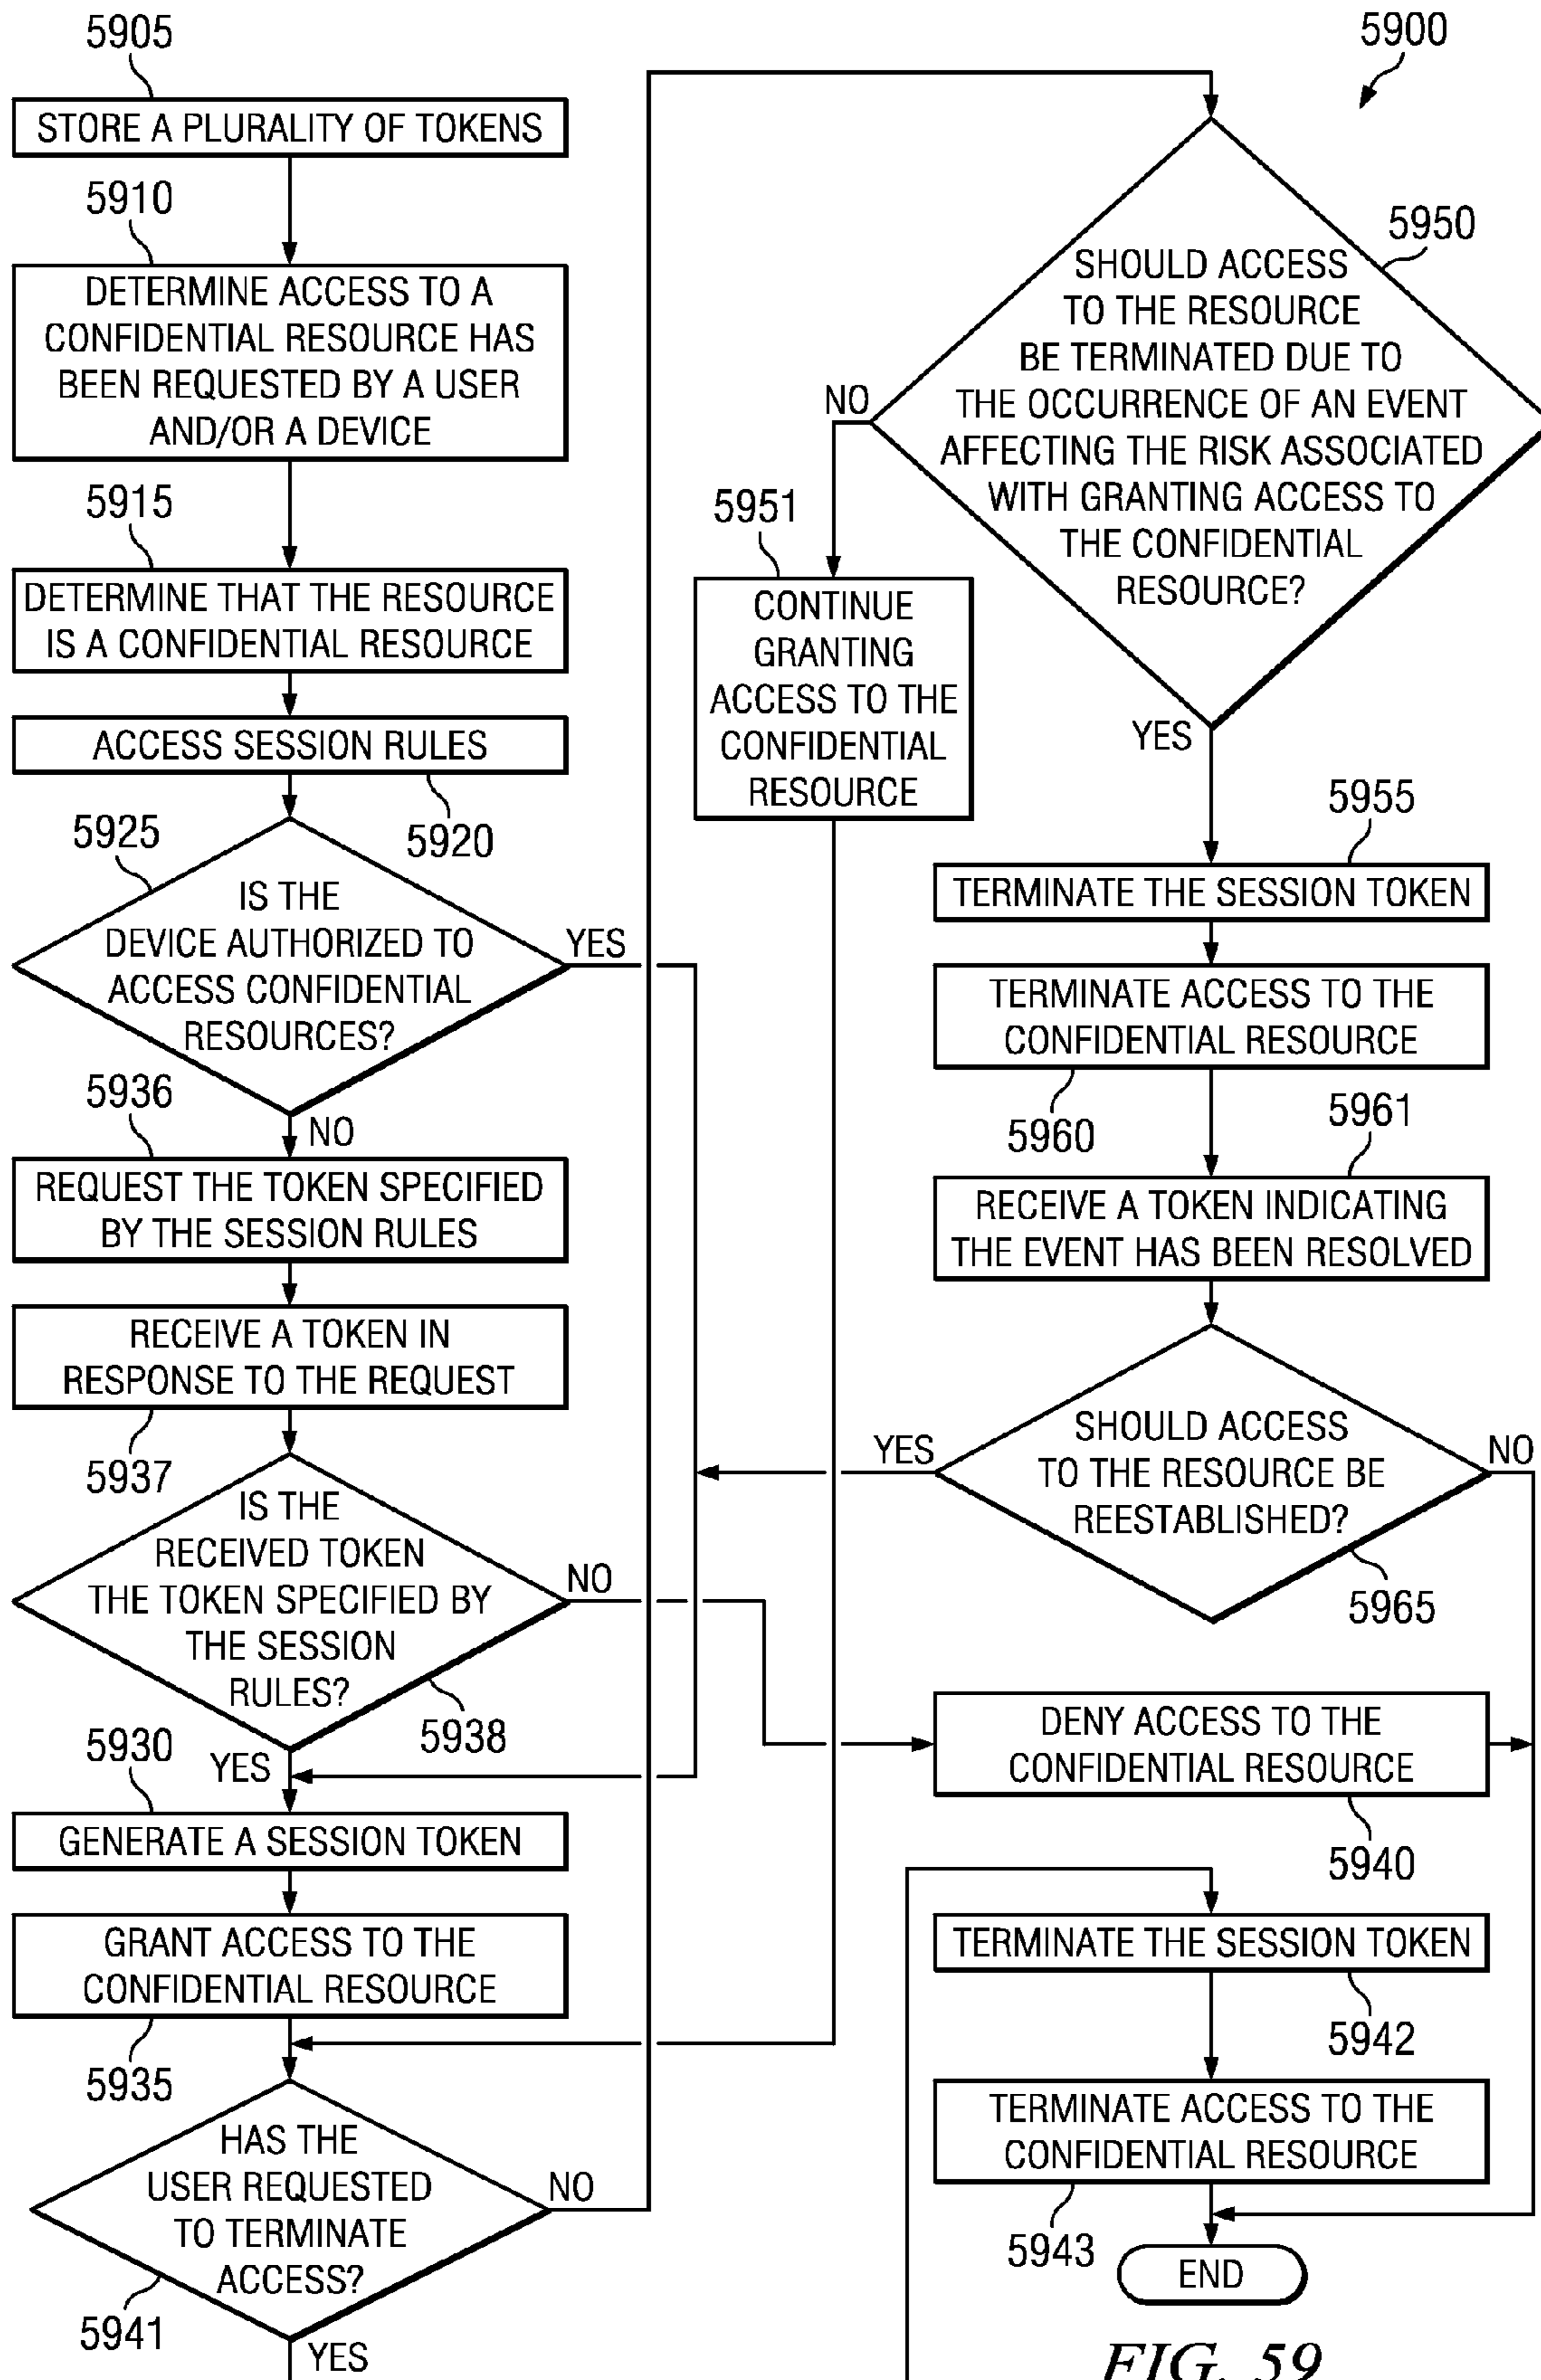 5905
STORE A PLURALITY OF TOKENS
5910
DETERMINE ACCESS TO A
CONFIDENTIAL RESOURCE HAS
BEEN REQUESTED BY A USER
AND/OR A DEVICE
5915
DETERMINE THAT THE RESOURCE
IS A CONFIDENTIAL RESOURCE
ACCESS SESSION RULES
5920
5925
IS THE
DEVICE AUTHORIZED TO
ACCESS CONFIDENTIAL
RESOURCES?
YES
NO
5936
REQUEST THE TOKEN SPECIFIED
BY THE SESSION RULES
RECEIVE A TOKEN IN
RESPONSE TO THE REQUEST
5937
IS THE
RECEIVED TOKEN
THE TOKEN SPECIFIED BY
THE SESSION
RULES?
NO
5938
YES
5930
GENERATE A SESSION TOKEN
GRANT ACCESS TO THE
CONFIDENTIAL RESOURCE
5935
HAS THE
USER REQUESTED
TO TERMINATE
ACCESS?
NO
5941
YES
5900
5950
SHOULD ACCESS
TO THE RESOURCE
BE TERMINATED DUE TO
THE OCCURRENCE OF AN EVENT
AFFECTING THE RISK ASSOCIATED
WITH GRANTING ACCESS TO
THE CONFIDENTIAL
RESOURCE?
NO
5951
CONTINUE
GRANTING
ACCESS TO THE
CONFIDENTIAL
RESOURCE
YES
5955
TERMINATE THE SESSION TOKEN
TERMINATE ACCESS TO THE
CONFIDENTIAL RESOURCE
5960
5961
RECEIVE A TOKEN INDICATING
THE EVENT HAS BEEN RESOLVED
SHOULD ACCESS
TO THE RESOURCE BE
REESTABLISHED?
YES
NO
5965
DENY ACCESS TO THE
CONFIDENTIAL RESOURCE
5940
TERMINATE THE SESSION TOKEN
5942
TERMINATE ACCESS TO THE
CONFIDENTIAL RESOURCE
5943
END
FIG. 59